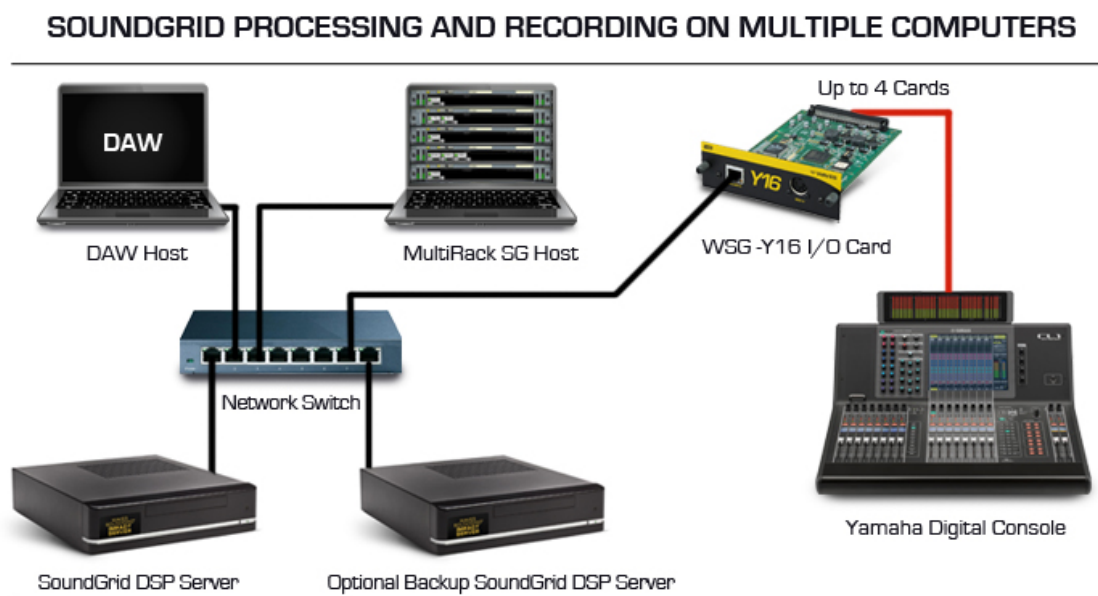 SOUNDGRID PROCESSING AND RECORDING ON MULTIPLE COMPUTERS
Up to 4 Cards
DAW
Y16
DAW Host
MultiRack SG Host
WSG -Y16 I/O Card
Network Switch
Yamaha Digital Console
SoundGrid DSP Server
Optional Backup SoundGrid DSP Server